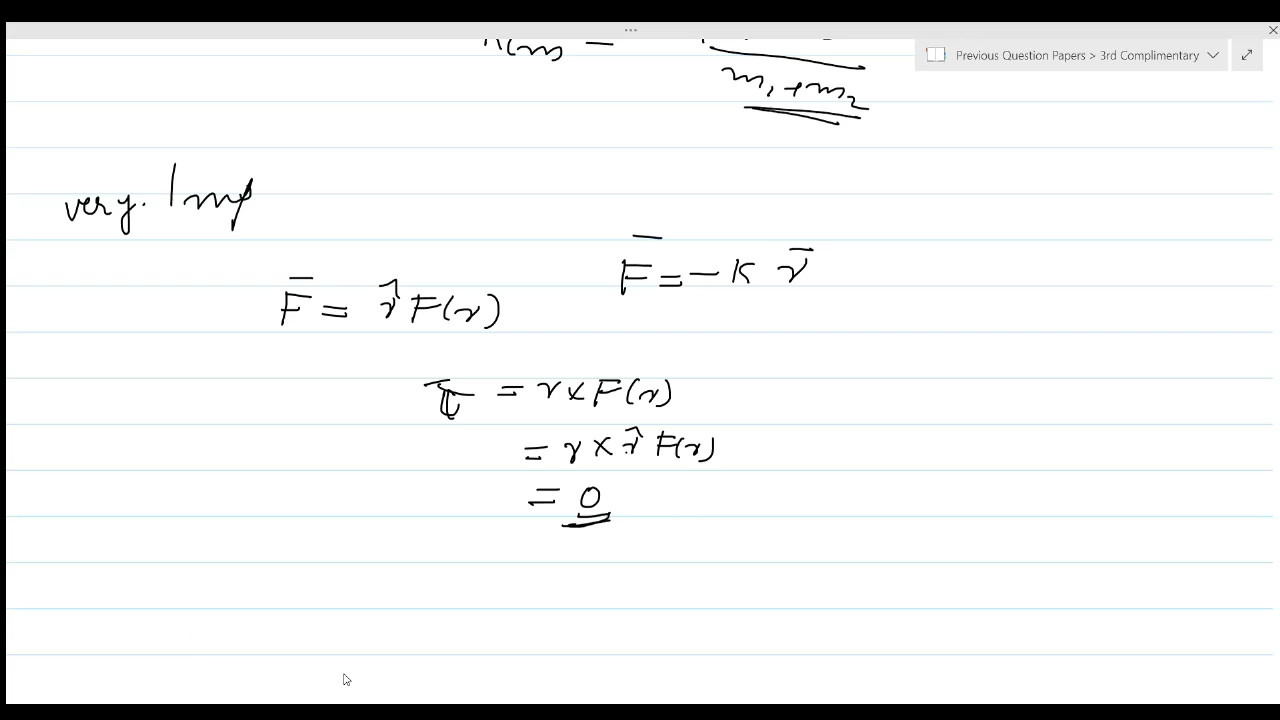 Previous Question Papers > 3rd Complimentary
m₁+m₂
very. Imp
F̄ = -K r̄
F̄ = r̂ F(r)
τ = r×F(r)
= r × r̂ F(r)
= 0